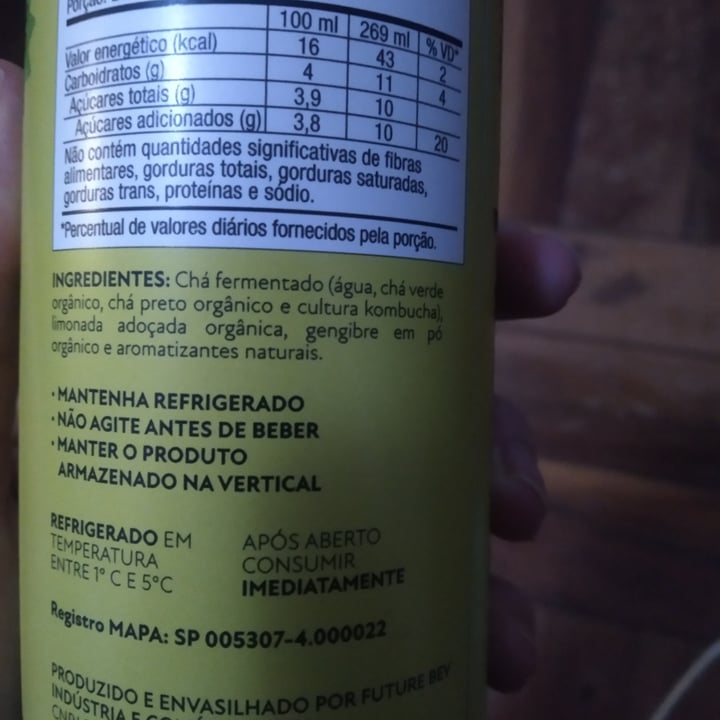 Porção:
100 ml 269 ml % VD*
Valor energético (kcal) 16 43 2
Carboidratos (g) 4 11 4
Açúcares totais (g) 3,9 10
Açúcares adicionados (g) 3,8 10 20
Não contém quantidades significativas de fibras
alimentares, gorduras totais, gorduras saturadas,
gorduras trans, proteínas e sódio.
*Percentual de valores diários fornecidos pela porção.
INGREDIENTES: Chá fermentado (água, chá verde
orgânico, chá preto orgânico e cultura kombucha),
limonada adoçada orgânica, gengibre em pó
orgânico e aromatizantes naturais.
• MANTENHA REFRIGERADO
• NÃO AGITE ANTES DE BEBER
• MANTER O PRODUTO
ARMAZENADO NA VERTICAL
REFRIGERADO EM
TEMPERATURA
ENTRE 1° C E 5°C
APÓS ABERTO
CONSUMIR
IMEDIATAMENTE
Registro MAPA: SP 005307-4.000022
PRODUZIDO E ENVASILHADO POR FUTURE BEV
INDÚSTRIA E